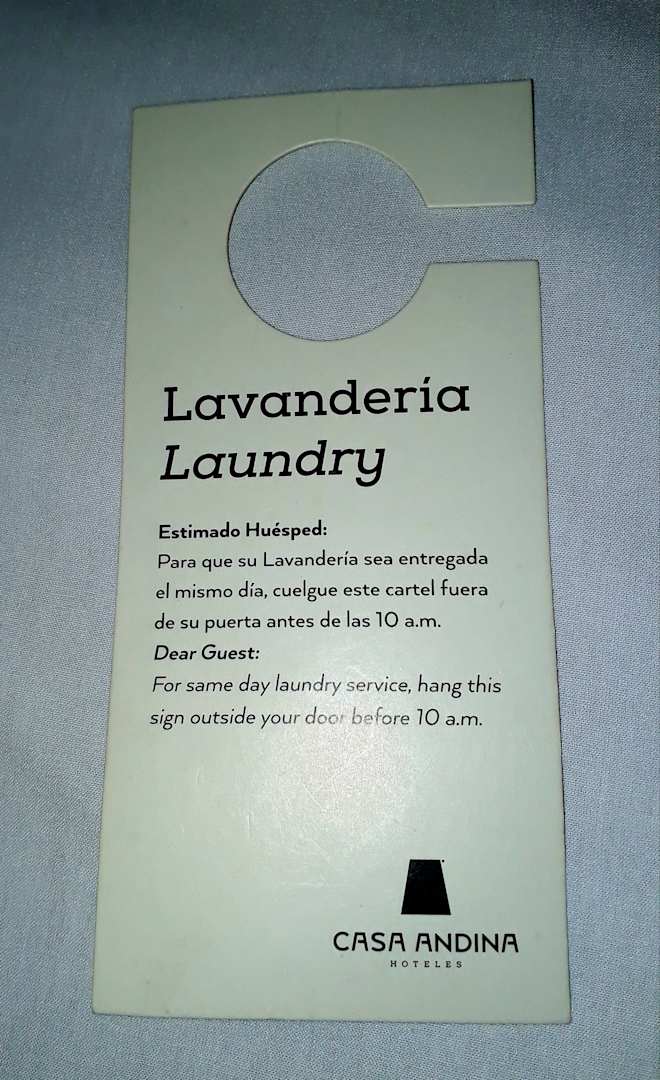 Lavandería
Laundry
Estimado Huésped:
Para que su Lavandería sea entregada
el mismo día, cuelgue este cartel fuera
de su puerta antes de las 10 a.m.
Dear Guest:
For same day laundry service, hang this
sign outside your door before 10 a.m.
CASA ANDINA
HOTELES